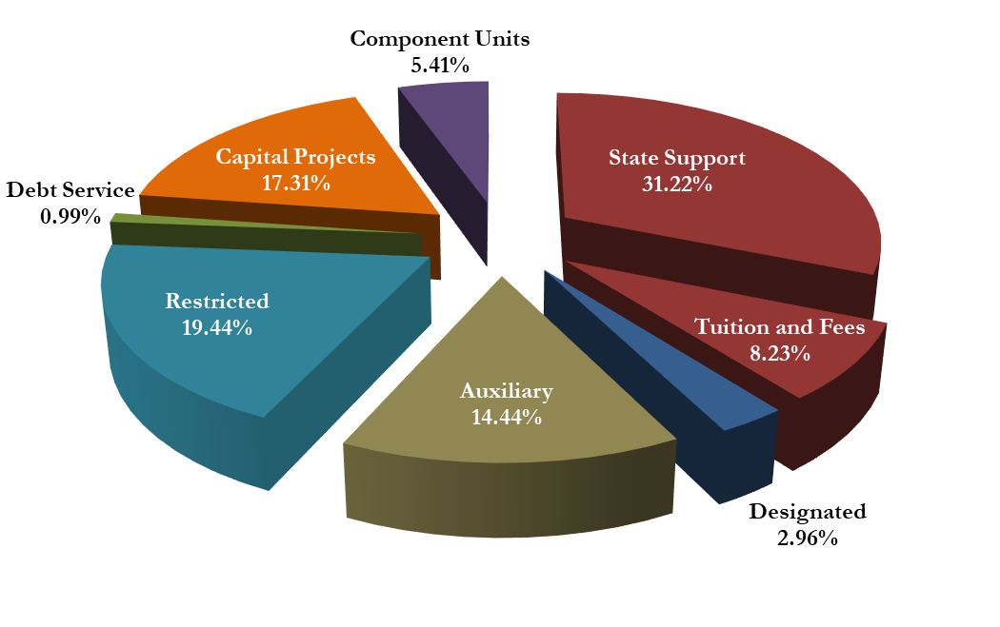 Component Units
5.41%
State Support
31.22%
Capital Projects
17.31%
Debt Service
0.99%
Restricted
19.44%
Tuition and Fees
8.23%
Auxiliary
14.44%
Designated
2.96%